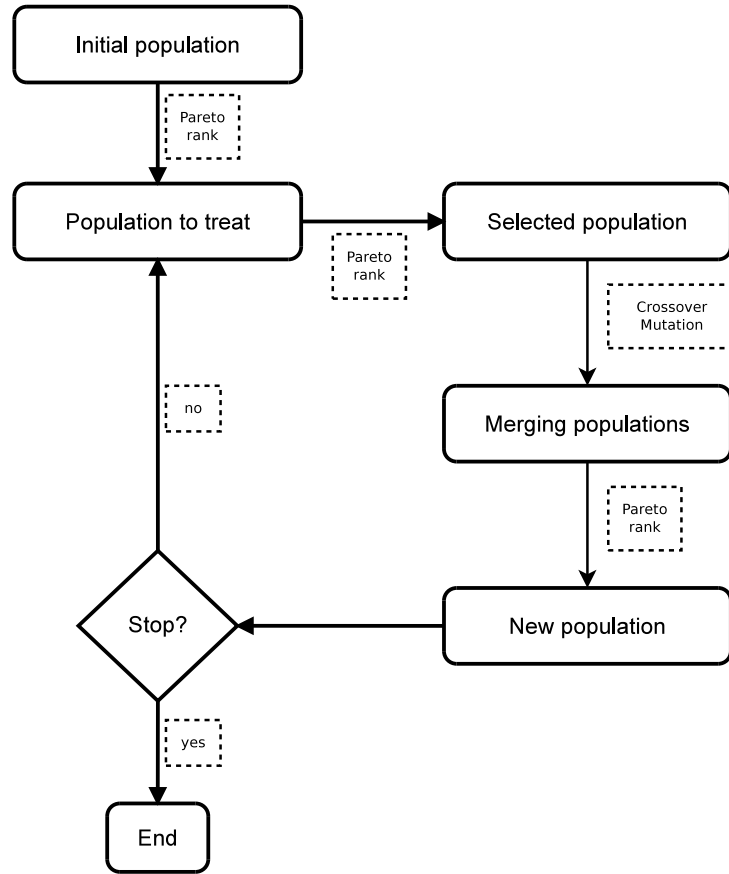 Initial population
Pareto
rank
Population to treat
Selected population
Pareto
rank
Crossover
Mutation
no
Merging populations
Pareto
rank
Stop?
New population
yes
End